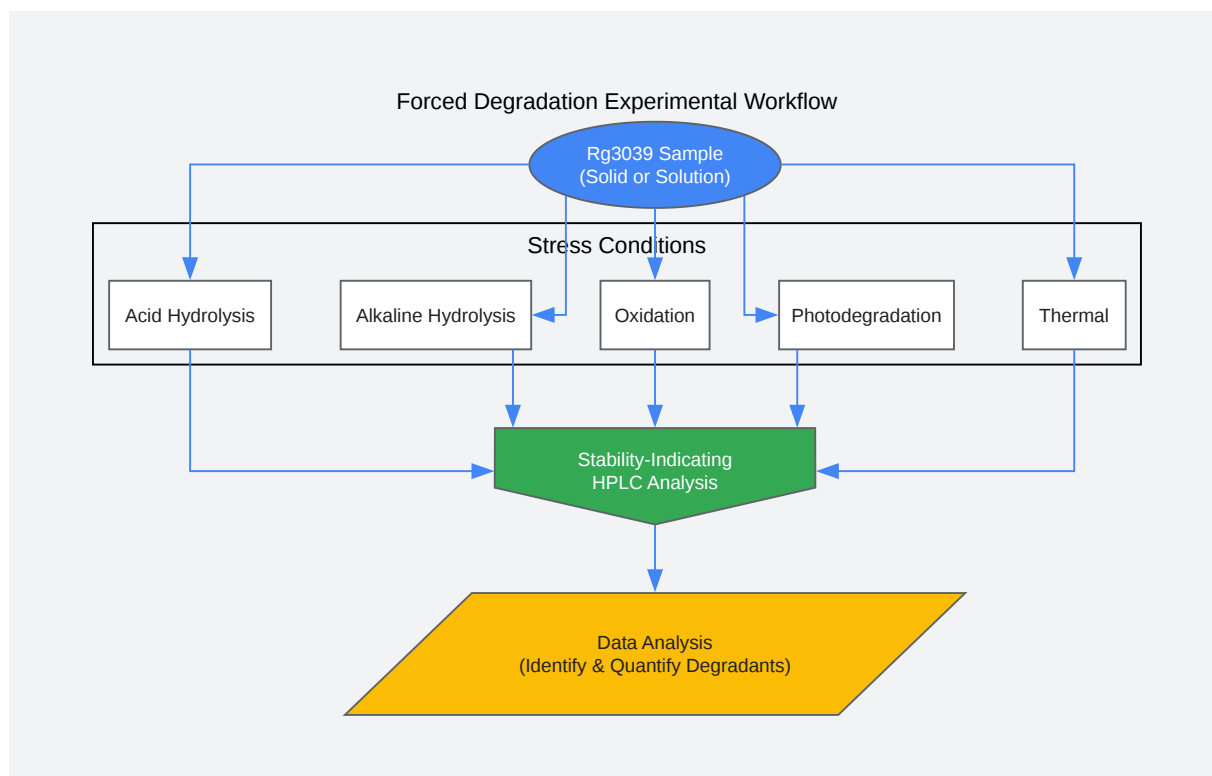 Forced Degradation Experimental Workflow
Rg3039 Sample
(Solid or Solution)
Stress Conditions
Acid Hydrolysis
Alkaline Hydrolysis
Oxidation
Photodegradation
Thermal
Stability-Indicating
HPLC Analysis
Data Analysis
(Identify & Quantify Degradants)